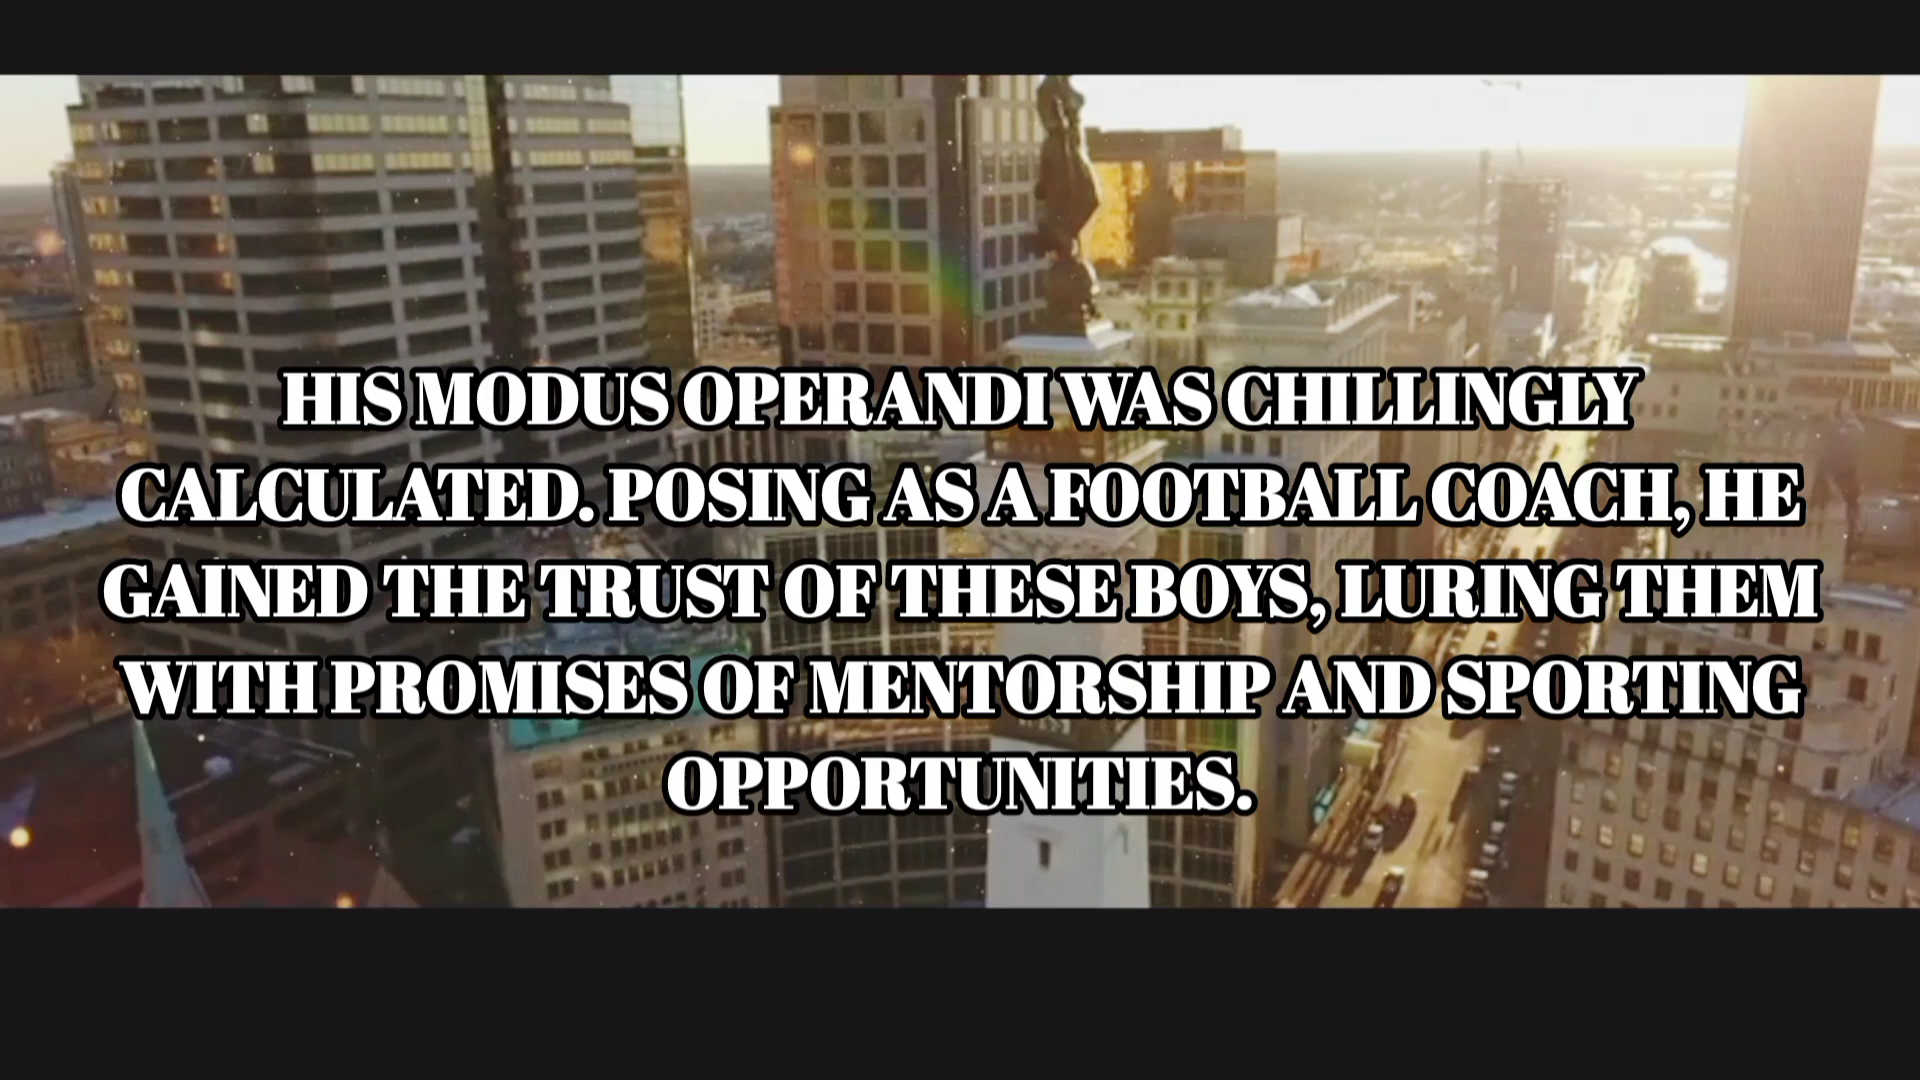 HIS MODUS OPERANDI WAS CHILLINGLY
CALCULATED. POSING AS A FOOTBALL COACH, HE
GAINED THE TRUST OF THESE BOYS, LURING THEM
WITH PROMISES OF MENTORSHIP AND SPORTING
OPPORTUNITIES.